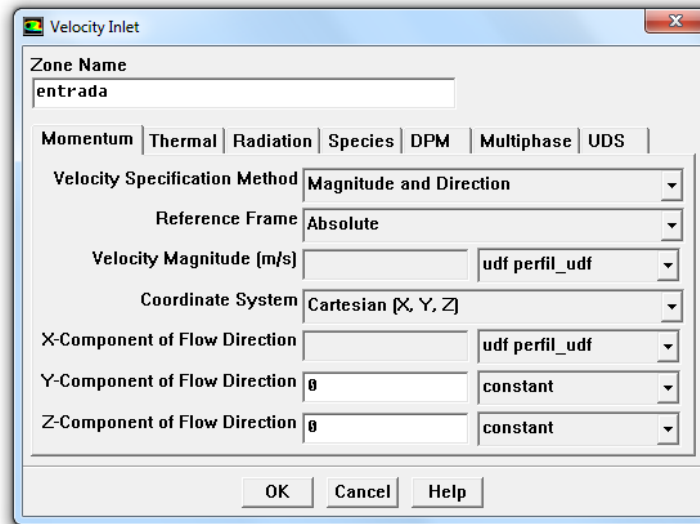 Velocity Inlet
Zone Name
entrada
Momentum Thermal Radiation Species DPM Multiphase UDS
Velocity Specification Method Magnitude and Direction
Reference Frame Absolute
Velocity Magnitude (m/s) udf perfil_udf
Coordinate System Cartesian (X, Y, Z)
X-Component of Flow Direction udf perfil_udf
Y-Component of Flow Direction 0 constant
Z-Component of Flow Direction 0 constant
OK Cancel Help